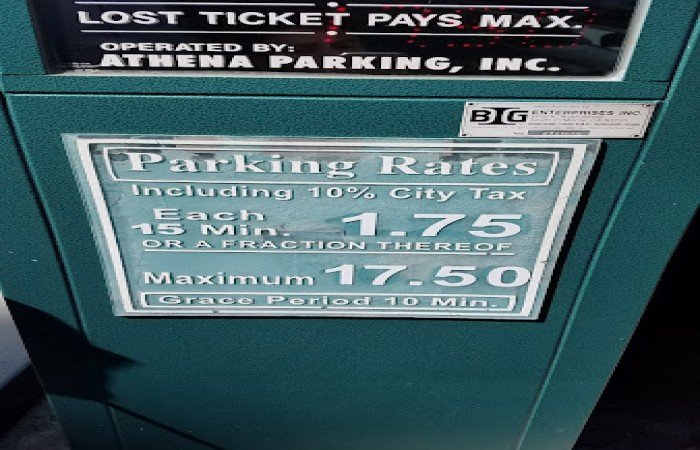 LOST TICKET PAYS MAX.
OPERATED BY:
ATHENA PARKING, INC.
BIG ENTERPRISES INC.
Parking Rates
Including 10% City Tax
Each
15 Min. 1.75
OR A FRACTION THEREOF
Maximum 17.50
Grace Period 10 Min.